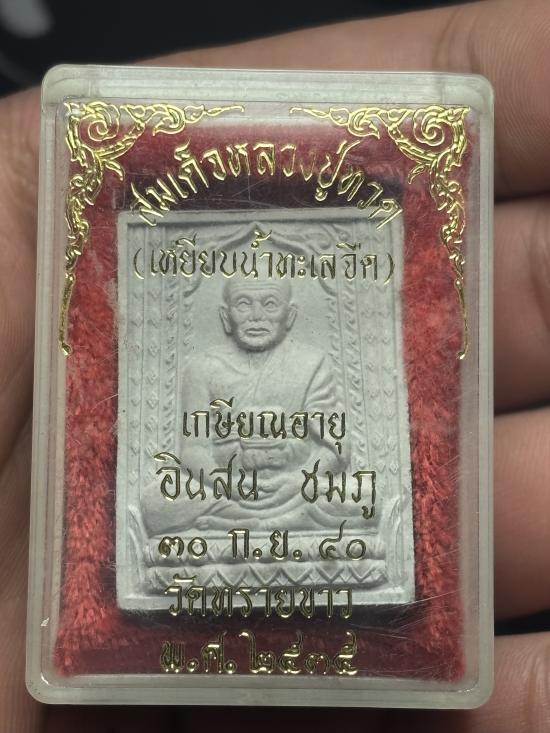 สมเด็จหลวงปู่ทวด
(เหยียบน้ำทะเลจืด)
เกษียณอายุ
อินสน ชมภู
๓๐ ก.ย. ๔๐
วัดทรายขาว
พ.ศ. ๒๕๓๕